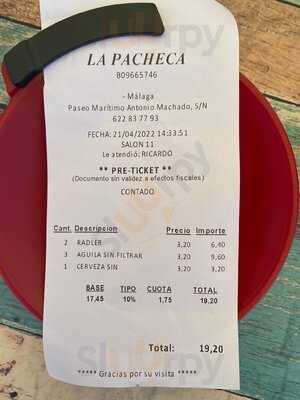 LA PACHECA
B09665746
- Málaga
Paseo Marítimo Antonio Machado, S/N
622 83 77 93
FECHA: 21/04/2022 14:33:51
SALON 11
Le atendió: RICARDO
** PRE-TICKET **
(Documento sin validez a efectos fiscales)
CONTADO
Cant. Descripcion Precio Importe
2 RADLER 3,20 6,40
3 AGUILA SIN FILTRAR 3,20 9,60
1 CERVEZA SIN 3,20 3,20
BASE TIPO CUOTA TOTAL
17,45 10% 1,75 19,20
Total: 19,20
***** Gracias por su visita *****